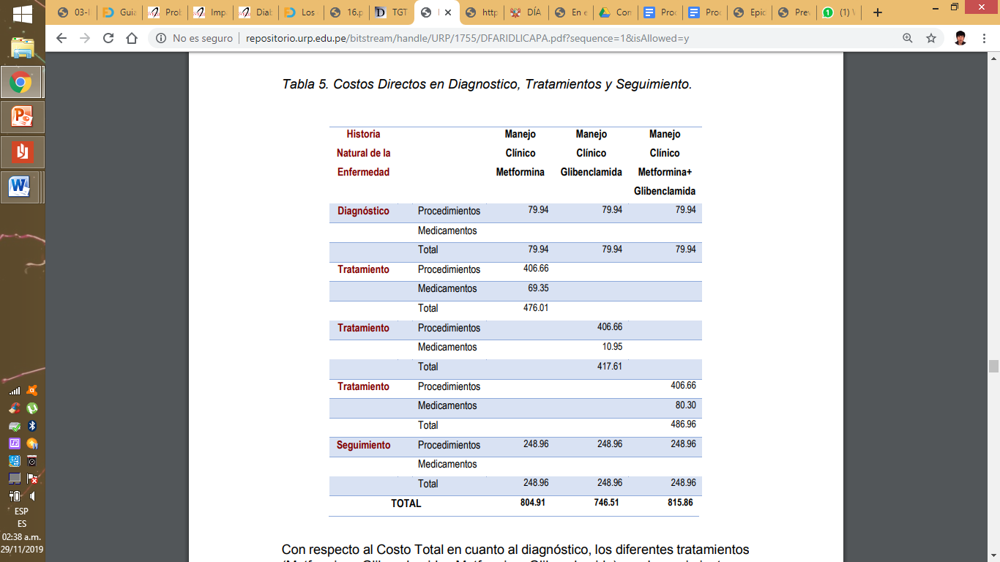 03-I
Guia
Prob
Imp
Diab
Los
16.p
TGT
http
DÍA
En e
Con
Proc
Proc
Epic
Prev
(1) W
No es seguro | repositorio.urp.edu.pe/bitstream/handle/URP/1755/DFARIDLICAPA.pdf?sequence=1&isAllowed=y
Tabla 5. Costos Directos en Diagnostico, Tratamientos y Seguimiento.
Historia Manejo Manejo Manejo
Natural de la Clínico Clínico Clínico
Enfermedad Metformina Glibenclamida Metformina+
Glibenclamida
Diagnóstico Procedimientos 79.94 79.94 79.94
Medicamentos
Total 79.94 79.94 79.94
Tratamiento Procedimientos 406.66
Medicamentos 69.35
Total 476.01
Tratamiento Procedimientos 406.66
Medicamentos 10.95
Total 417.61
Tratamiento Procedimientos 406.66
Medicamentos 80.30
Total 486.96
Seguimiento Procedimientos 248.96 248.96 248.96
Medicamentos
Total 248.96 248.96 248.96
TOTAL 804.91 746.51 815.86
Con respecto al Costo Total en cuanto al diagnóstico, los diferentes tratamientos
ESP
ES
02:38 a.m.
29/11/2019